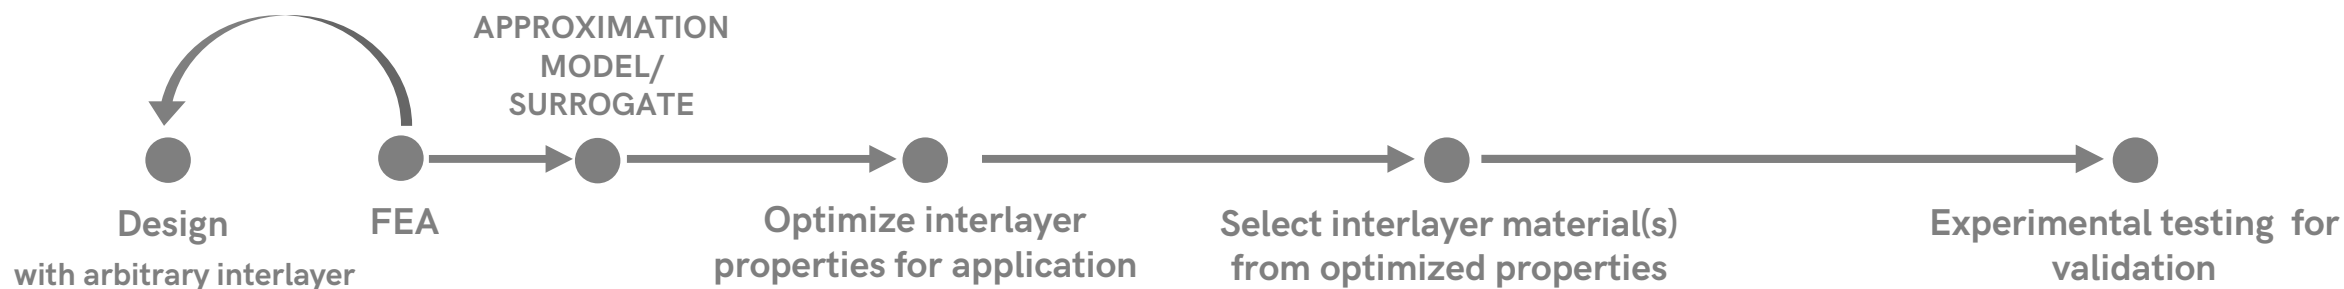 APPROXIMATION
MODEL/
SURROGATE
Design
with arbitrary interlayer
FEA
Optimize interlayer
properties for application
Select interlayer material(s)
from optimized properties
Experimental testing  for
validation